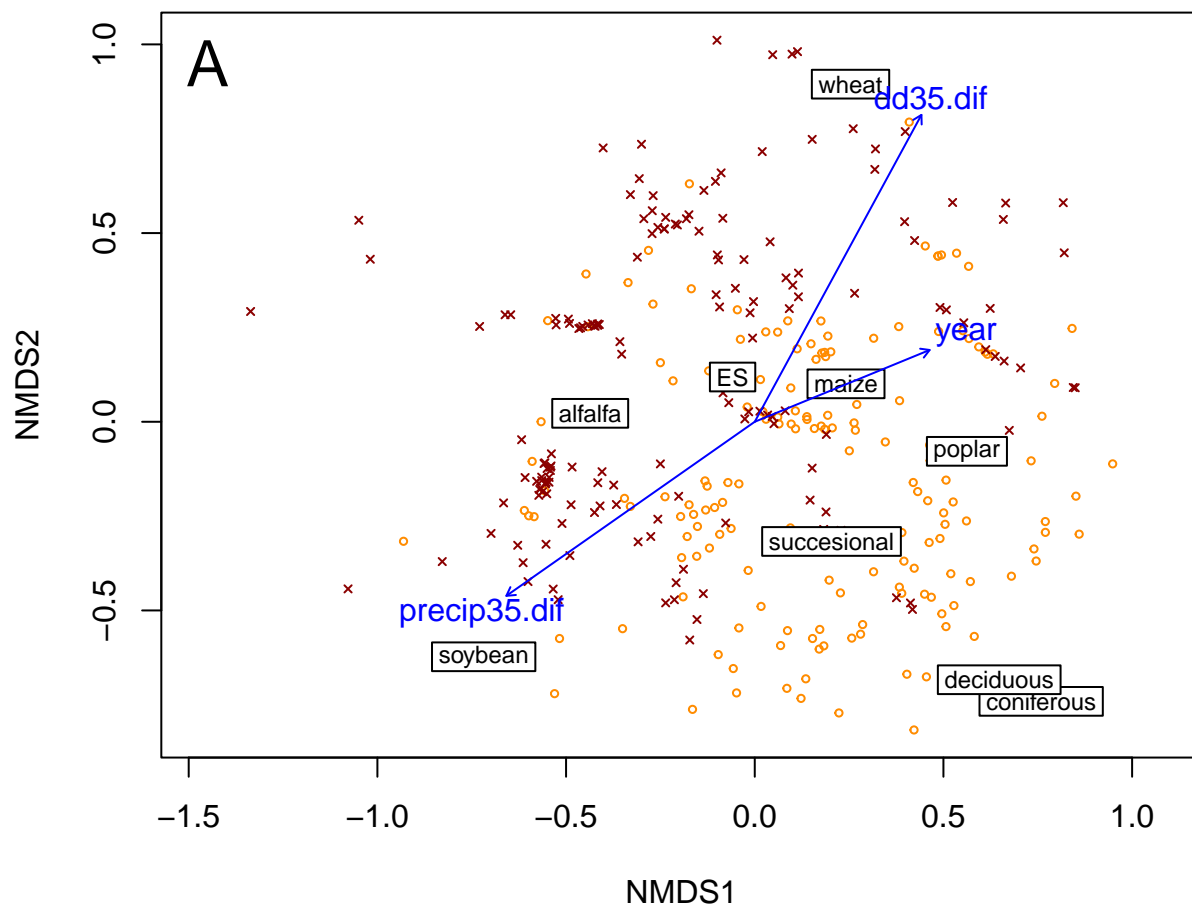 A
1.0
0.5
0.0
−0.5
NMDS2
wheat
dd35.dif
year
ES
maize
alfalfa
poplar
succesional
precip35.dif
soybean
deciduous
coniferous
−1.5 −1.0 −0.5 0.0 0.5 1.0
NMDS1